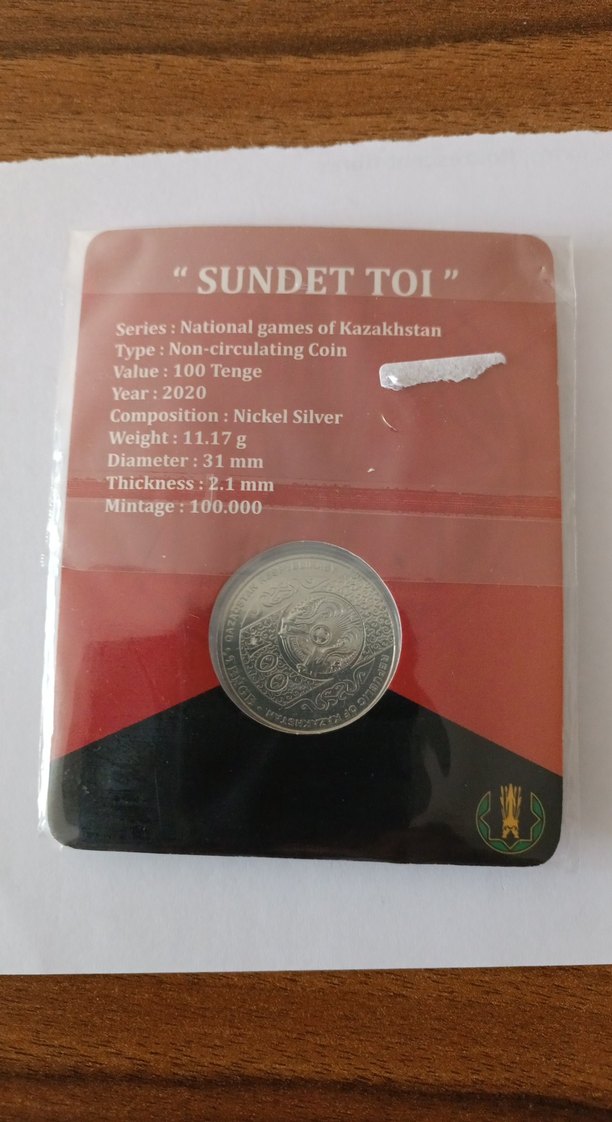 “ SUNDET TOI ”
Series : National games of Kazakhstan
Type : Non-circulating Coin
Value : 100 Tenge
Year : 2020
Composition : Nickel Silver
Weight : 11.17 g
Diameter : 31 mm
Thickness : 2.1 mm
Mintage : 100.000
REPUBLIC OF KAZAKHSTAN
100